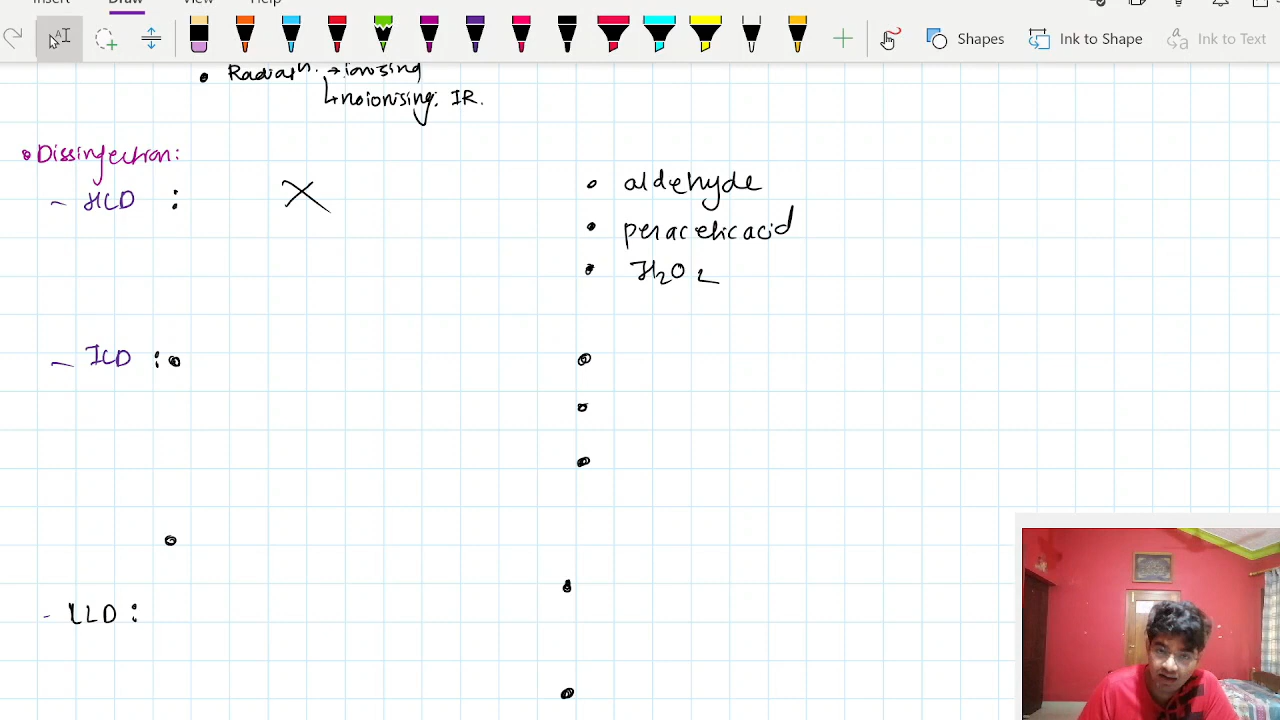 Insert Draw View Help
Shapes Ink to Shape Ink to Text
• Radiatn. → ionising
↳ noionising. IR.
• Dissinfection:
- HLD :
• aldehyde
• peracetic acid
• H₂O₂
- ILD :
- LLD :